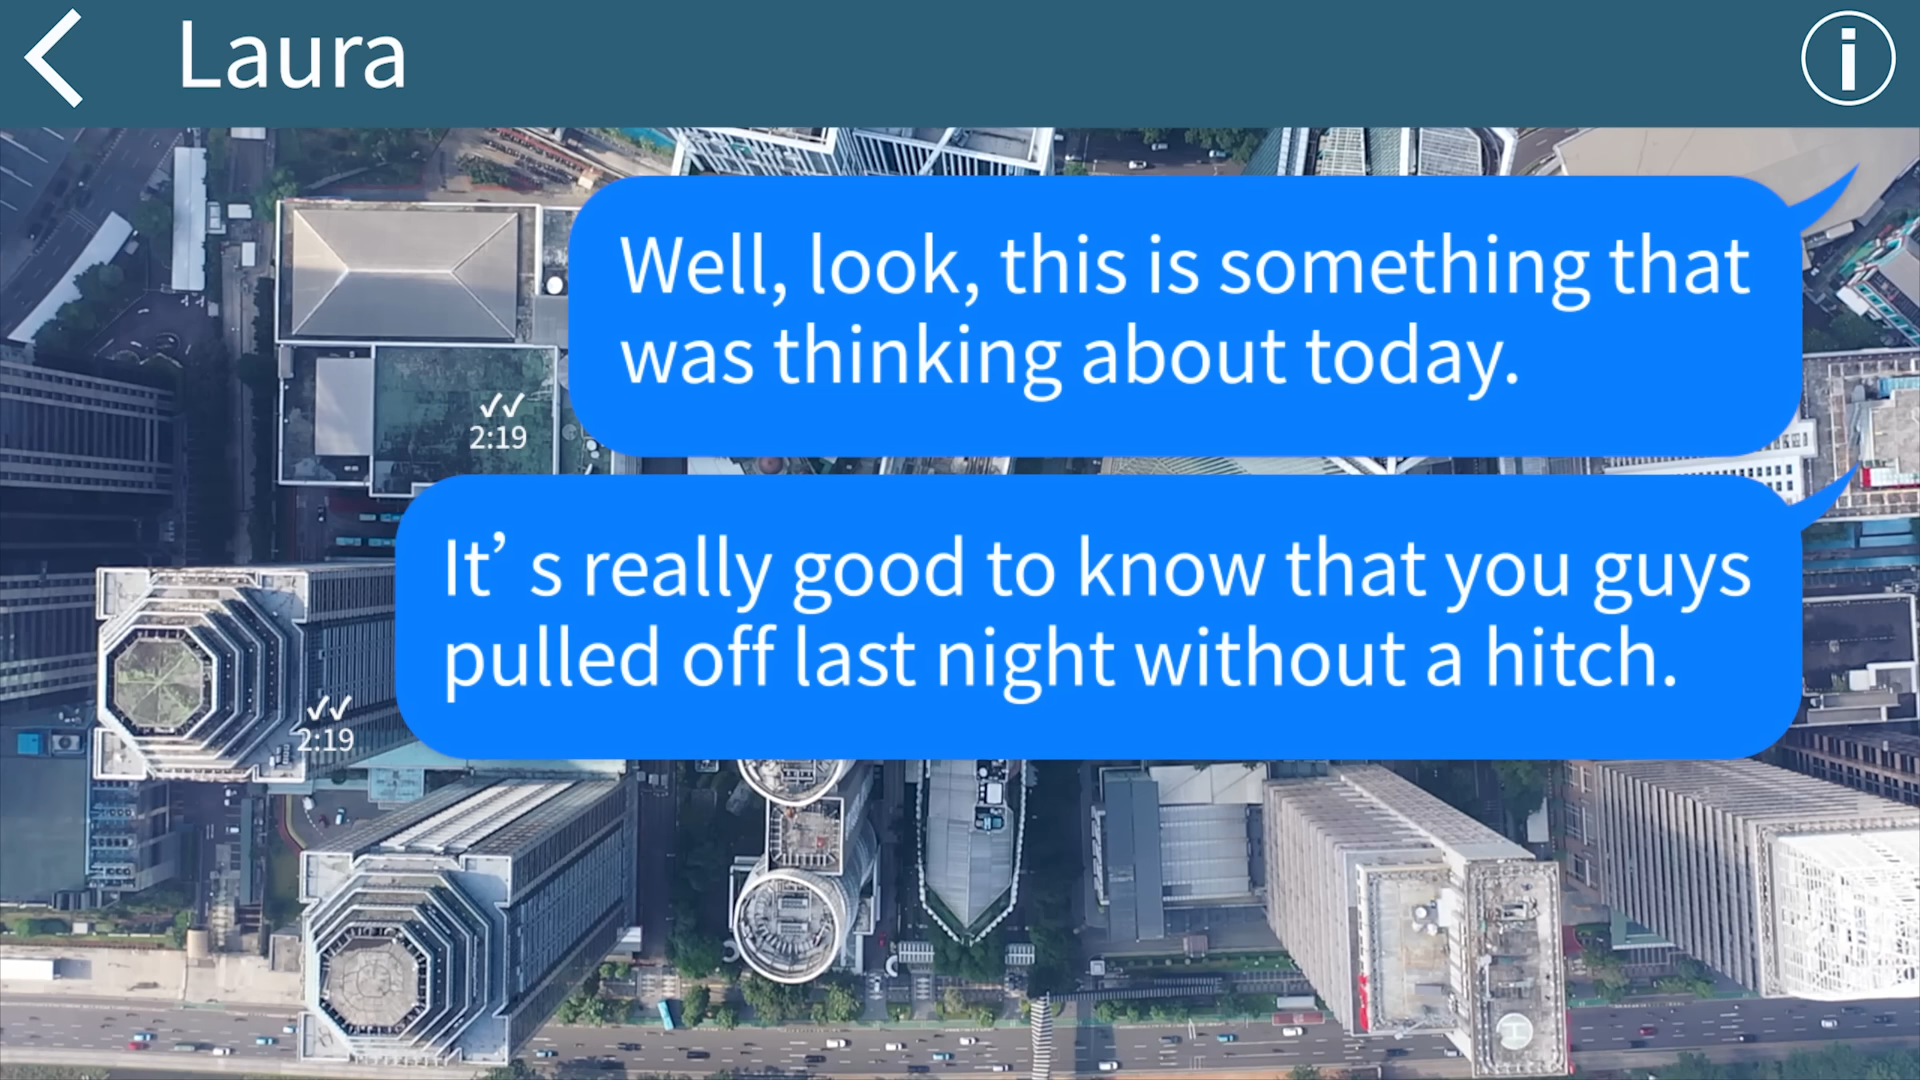 Laura
Well, look, this is something that
was thinking about today.
✓✓
2:19
It’s really good to know that you guys
pulled off last night without a hitch.
✓✓
2:19